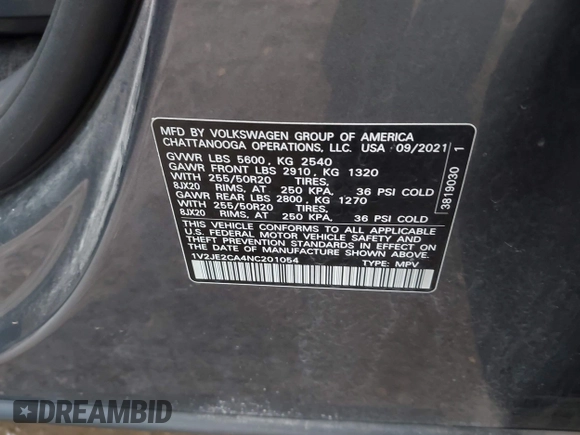 MFD BY VOLKSWAGEN GROUP OF AMERICA
CHATTANOOGA OPERATIONS, LLC. USA 09/2021
GVWR LBS 5600, KG 2540
GAWR FRONT LBS 2910, KG 1320
WITH 255/50R20 TIRES,
8JX20 RIMS, AT 250 KPA, 36 PSI COLD
GAWR REAR LBS 2800, KG 1270
WITH 255/50R20 TIRES,
8JX20 RIMS, AT 250 KPA, 36 PSI COLD
THIS VEHICLE CONFORMS TO ALL APPLICABLE
U.S. FEDERAL MOTOR VEHICLE SAFETY AND
THEFT PREVENTION STANDARDS IN EFFECT ON
THE DATE OF MANUFACTURE SHOWN ABOVE.
1V2JE2CA4NC201054 TYPE: MPV
3819030 1
DREAMBID